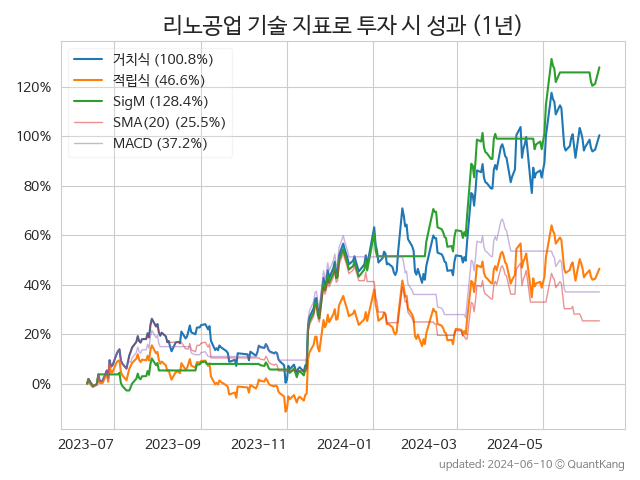 리노공업 기술 지표로 투자 시 성과 (1년)
거치식 (100.8%)
적립식 (46.6%)
SigM (128.4%)
SMA(20) (25.5%)
MACD (37.2%)
120%
100%
80%
60%
40%
20%
0%
2023-07 2023-09 2023-11 2024-01 2024-03 2024-05
updated: 2024-06-10 © QuantKang